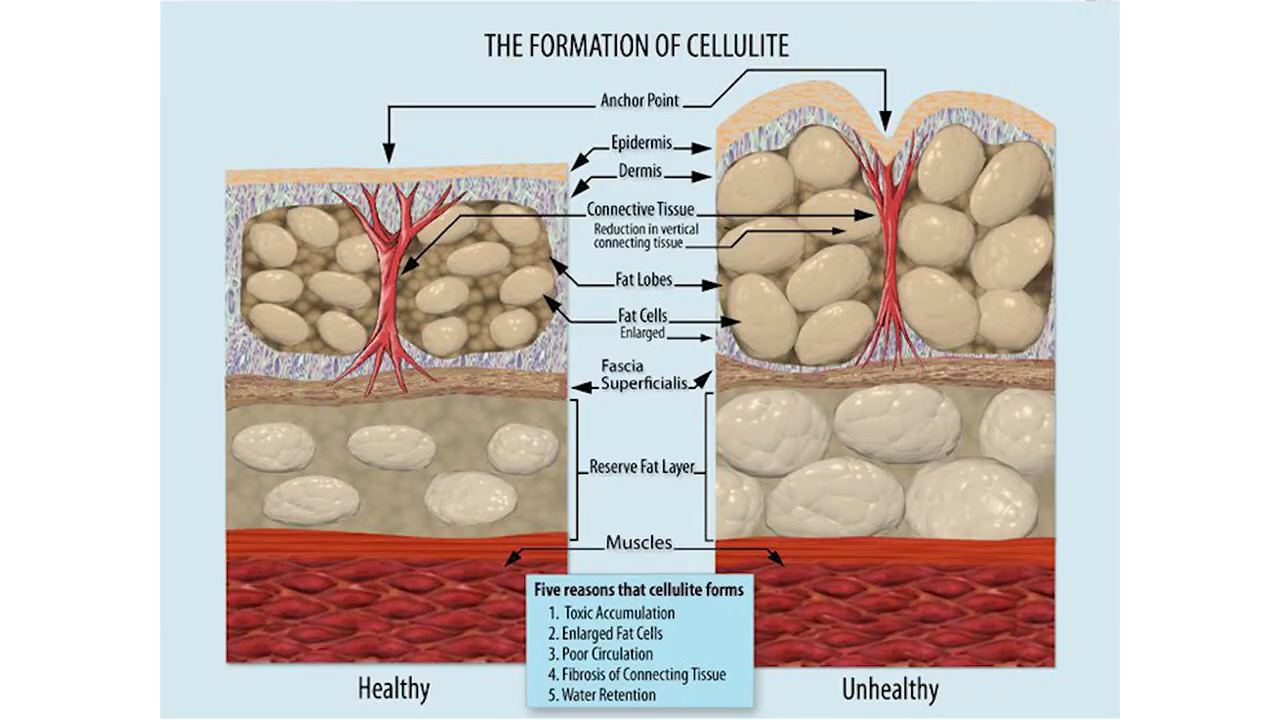 THE FORMATION OF CELLULITE
Anchor Point
Epidermis
Dermis
Connective Tissue
Reduction in vertical
connecting tissue
Fat Lobes
Fat Cells
Enlarged
Fascia
Superficialis
Reserve Fat Layer
Muscles
Five reasons that cellulite forms
1. Toxic Accumulation
2. Enlarged Fat Cells
3. Poor Circulation
4. Fibrosis of Connecting Tissue
5. Water Retention
Healthy
Unhealthy